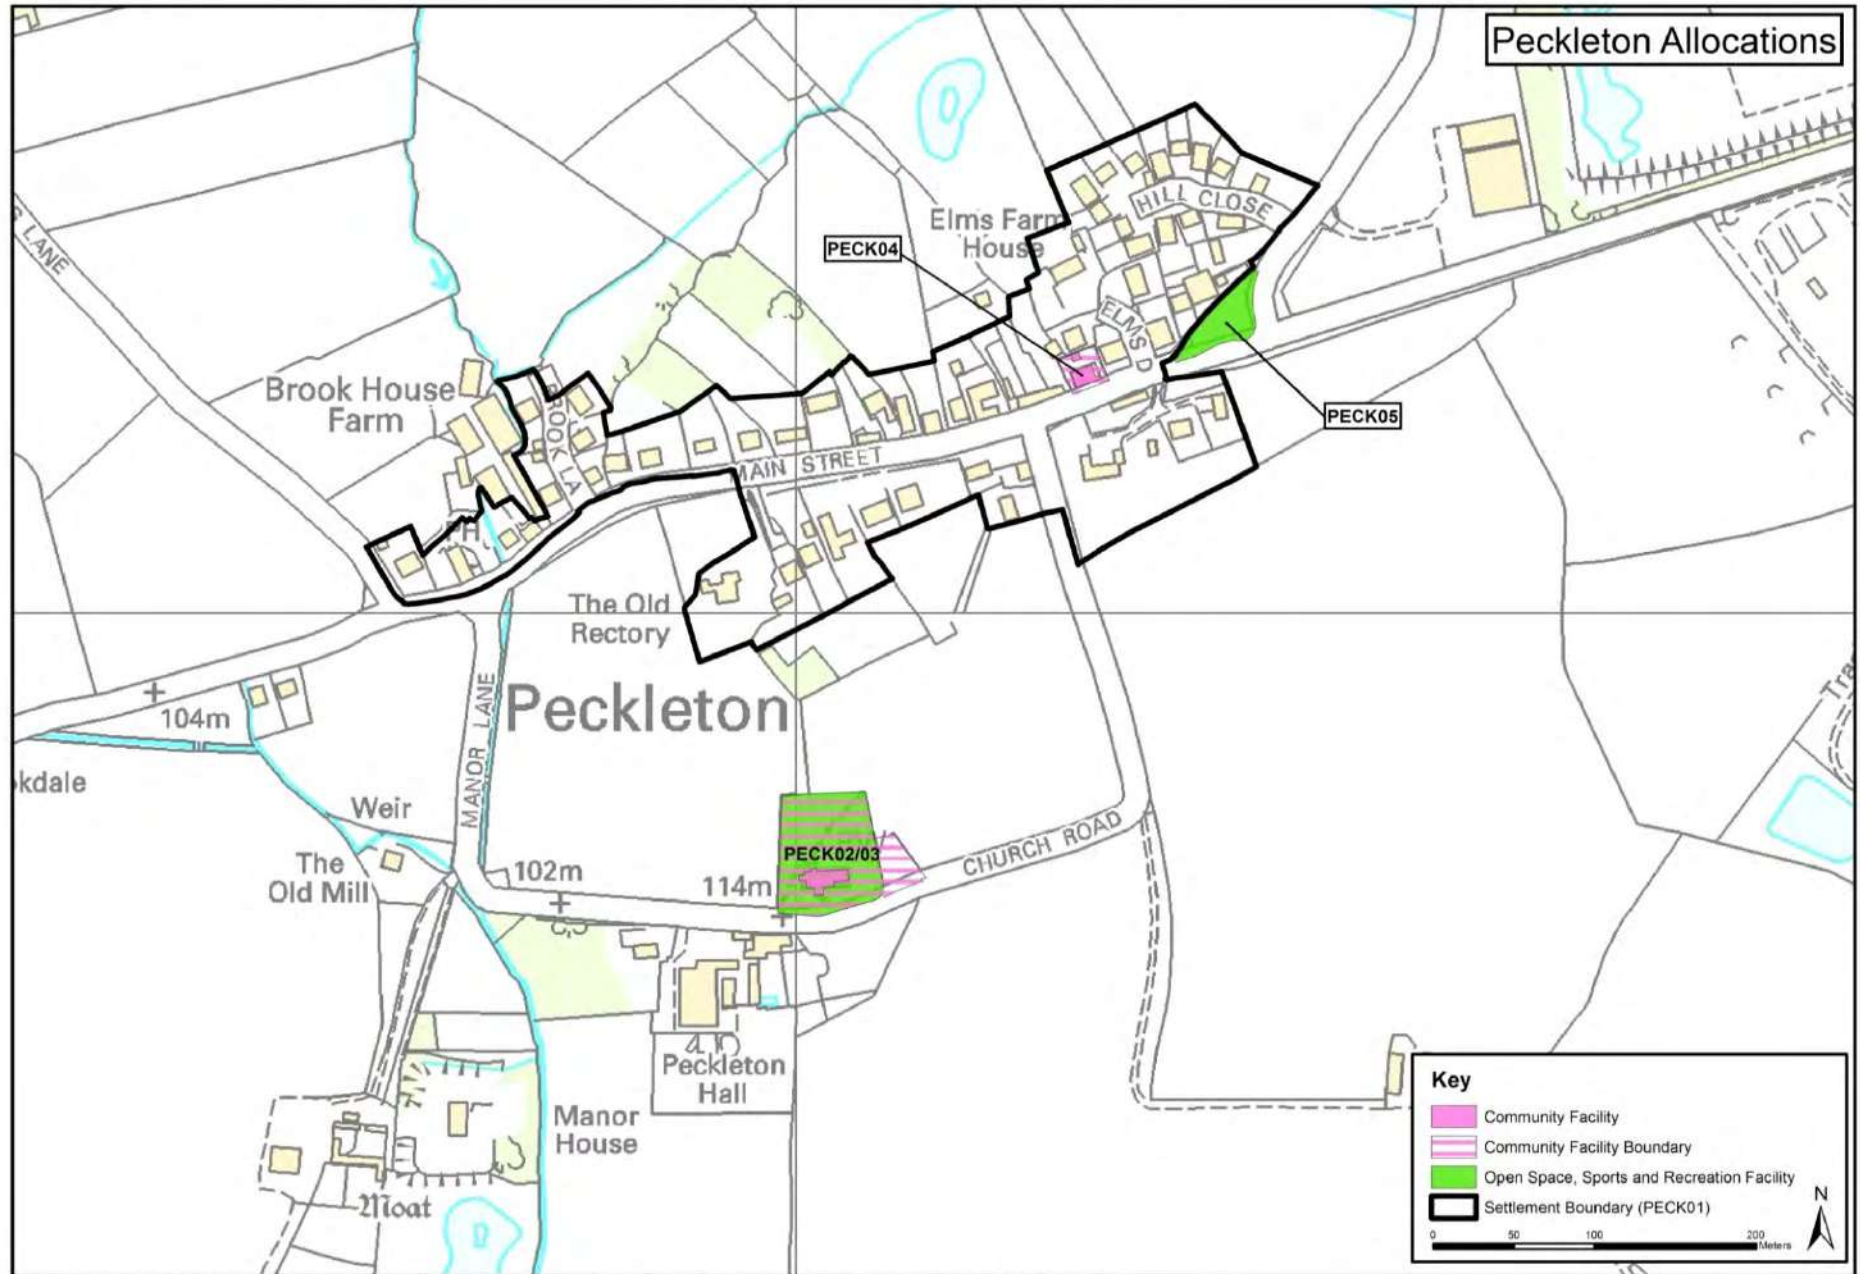 Peckleton Allocations
LANE
HILL CLOSE
Elms Farm
House
PECK04
ELMS D
Brook House
Farm
BROOK LA
PECK05
MAIN STREET
PH
The Old
Rectory
Peckleton
104m
MANOR LANE
kdale
Weir
The
Old Mill
102m
114m
PECK02/03
CHURCH ROAD
Peckleton
Hall
Manor
House
Moat
Tra
Key
Community Facility
Community Facility Boundary
Open Space, Sports and Recreation Facility
Settlement Boundary (PECK01)
N
0 50 100 200
Meters